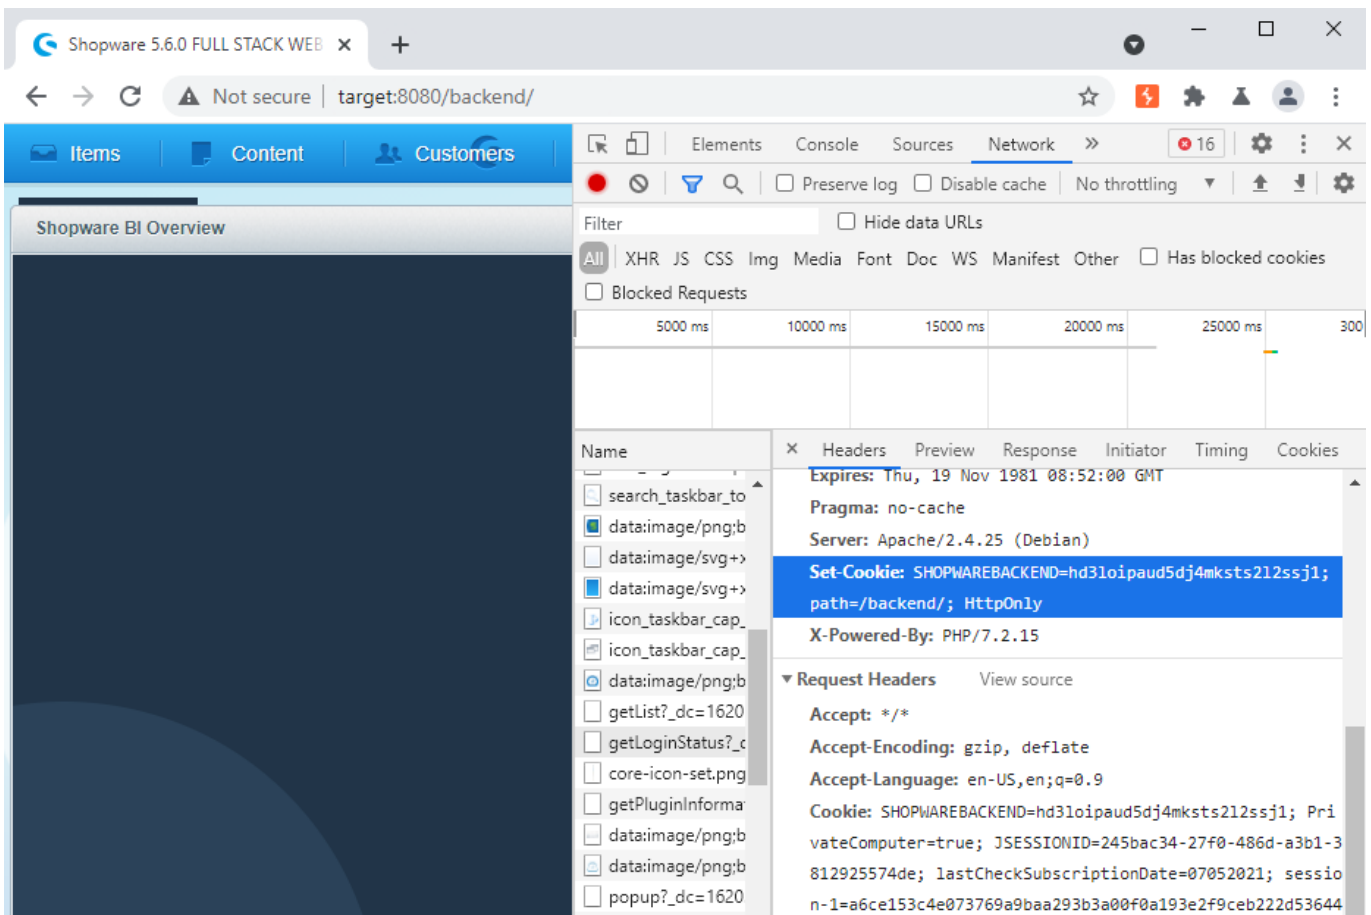 Shopware 5.6.0 FULL STACK WEB
Not secure target:8080/backend/
Items Content Customers
Shopware BI Overview
Elements Console Sources Network 16
Preserve log Disable cache No throttling
Filter Hide data URLs
All XHR JS CSS Img Media Font Doc WS Manifest Other Has blocked cookies
Blocked Requests
5000 ms 10000 ms 15000 ms 20000 ms 25000 ms 300
Name
search_taskbar_to
data:image/png;b
data:image/svg+x
data:image/svg+x
icon_taskbar_cap_
icon_taskbar_cap_
data:image/png;b
getList?_dc=1620
getLoginStatus?_d
core-icon-set.png
getPluginInforma
data:image/png;b
data:image/png;b
popup?_dc=1620
Headers Preview Response Initiator Timing Cookies
Expires: Thu, 19 Nov 1981 08:52:00 GMT
Pragma: no-cache
Server: Apache/2.4.25 (Debian)
Set-Cookie: SHOPWAREBACKEND=hd3loipaud5dj4mksts2l2ssj1;
path=/backend/; HttpOnly
X-Powered-By: PHP/7.2.15
Request Headers View source
Accept: */*
Accept-Encoding: gzip, deflate
Accept-Language: en-US,en;q=0.9
Cookie: SHOPWAREBACKEND=hd3loipaud5dj4mksts2l2ssj1; Pri
vateComputer=true; JSESSIONID=245bac34-27f0-486d-a3b1-3
812925574de; lastCheckSubscriptionDate=07052021; sessio
n-1=a6ce153c4e073769a9baa293b3a00f0a193e2f9ceb222d53644